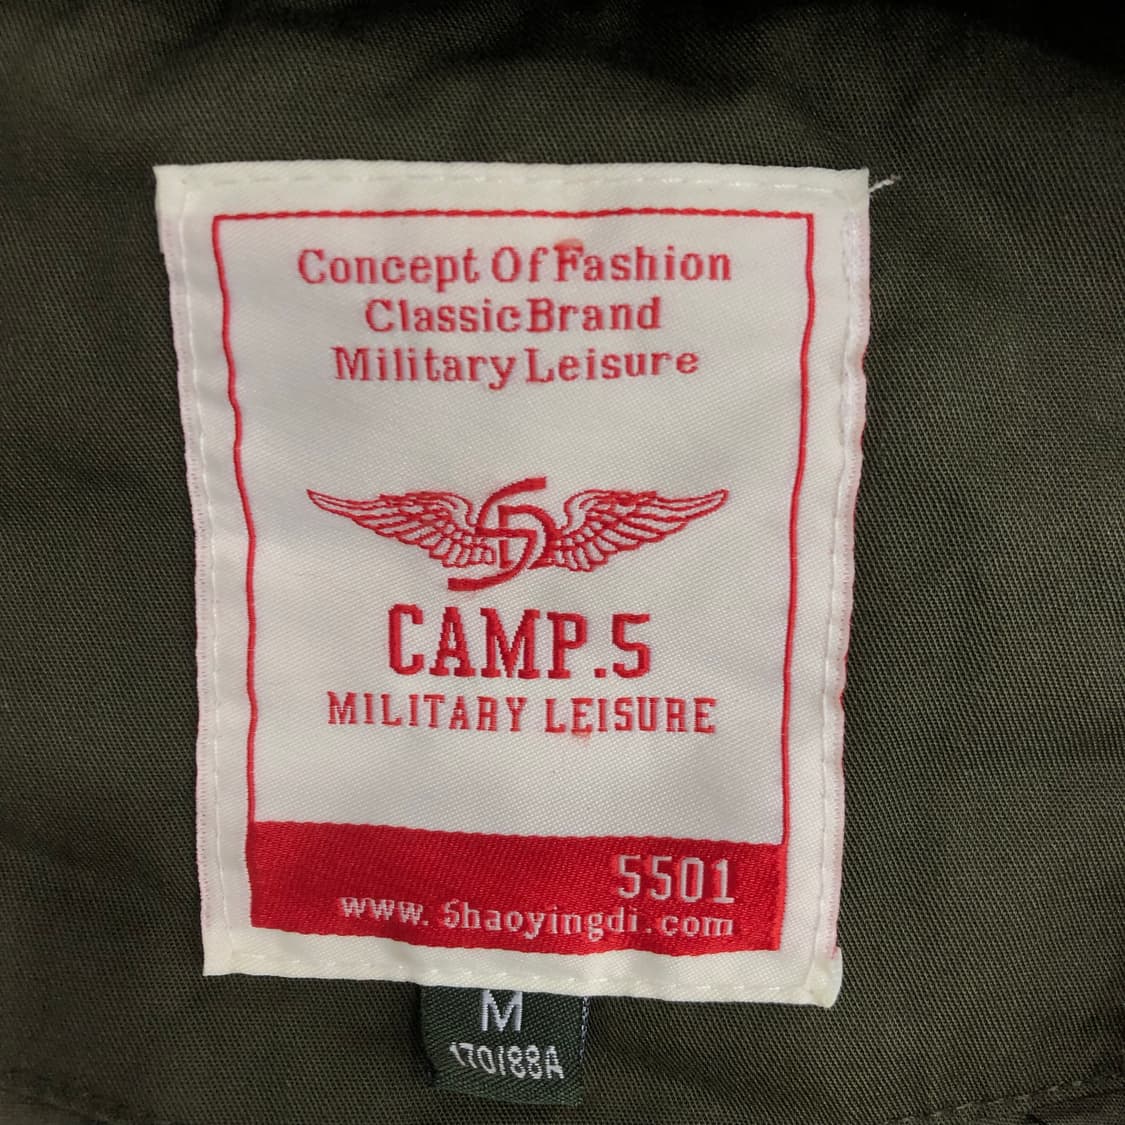 Concept Of Fashion
Classic Brand
Military Leisure
CAMP.5
MILITARY LEISURE
5501
www.5haoyingdi.com
M
170/88A